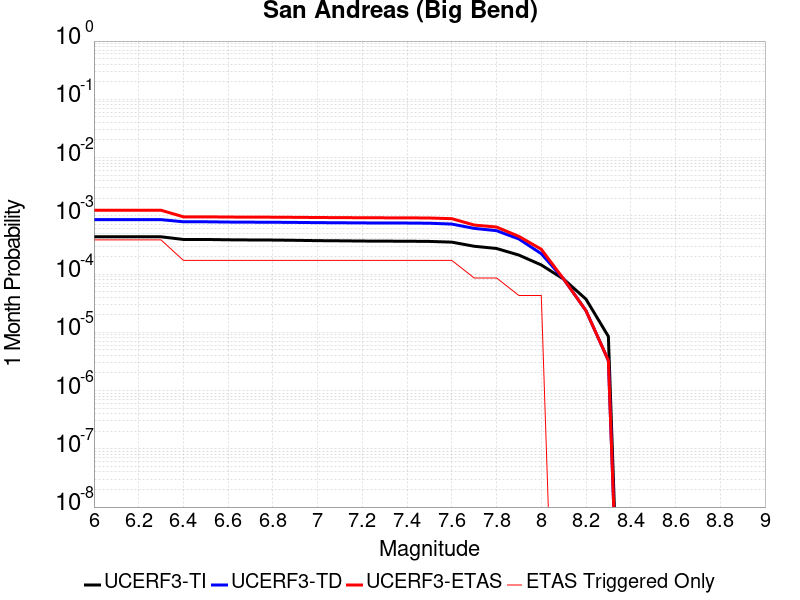 San Andreas (Big Bend)
10^0
10^-1
10^-2
10^-3
10^-4
10^-5
10^-6
10^-7
10^-8
1 Month Probability
6 6.2 6.4 6.6 6.8 7 7.2 7.4 7.6 7.8 8 8.2 8.4 8.6 8.8 9
Magnitude
UCERF3-TI UCERF3-TD UCERF3-ETAS ETAS Triggered Only